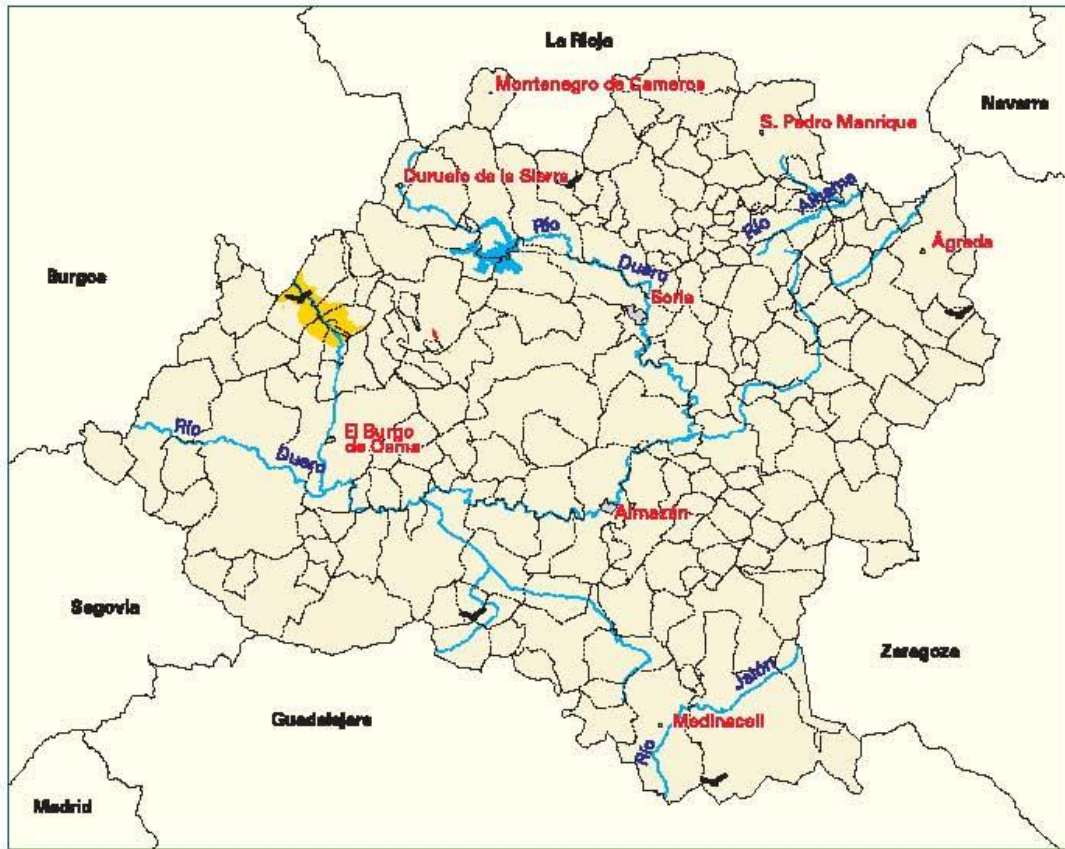 La Rioja
Montenegro de Cameros
Navarra
S. Pedro Manrique
Duruelo de la Sierra
Río Alhama
Río Duero
Ágreda
Burgos
Soria
El Burgo
de Osma
Río Duero
Almazán
Segovia
Zaragoza
Río Jalón
Guadalajara
Medinaceli
Madrid